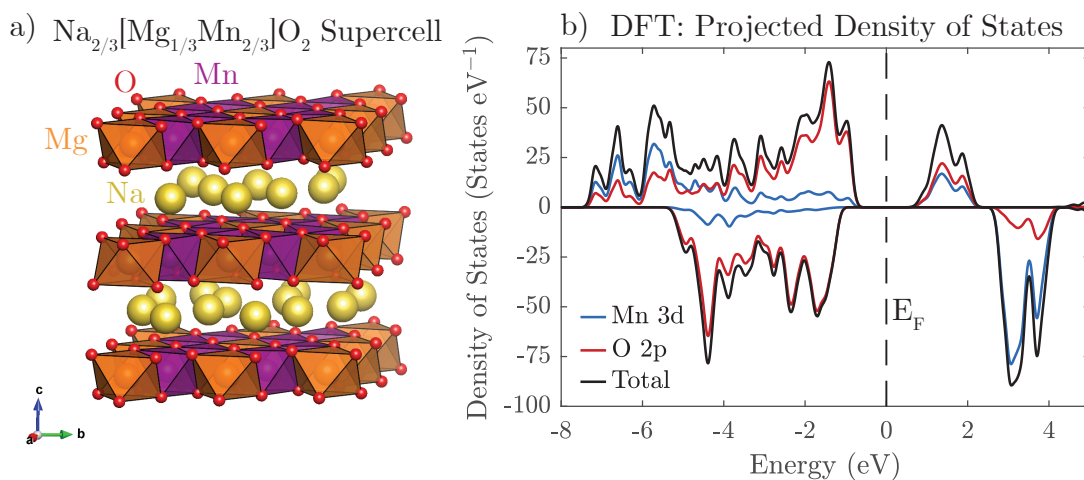 a) Na2/3[Mg1/3Mn2/3]O2 Supercell
O
Mn
Mg
Na
c
a
b
b) DFT: Projected Density of States
Density of States (States eV−1)
75
50
25
0
-25
-50
-75
-100
Mn 3d
O 2p
Total
EF
-8
-6
-4
-2
0
2
4
Energy (eV)